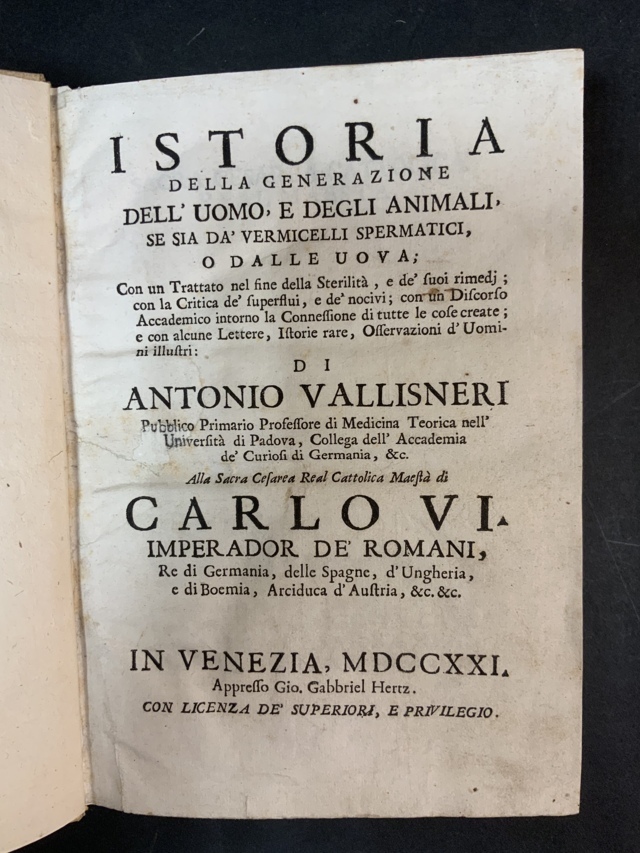 ISTORIA
DELLA GENERAZIONE
DELL' UOMO, E DEGLI ANIMALI,
SE SIA DA' VERMICELLI SPERMATICI,
O DALLE UOVA;
Con un Trattato nel fine della Sterilità, e de' ſuoi rimedj;
con la Critica de' ſuperflui, e de' nocivi; con un Diſcorſo
Accademico intorno la Conneſſione di tutte le coſe create;
e con alcune Lettere, Iſtorie rare, Oſſervazioni d' Uomi-
ni illuſtri:
DI
ANTONIO VALLISNERI
Pubblico Primario Profeſſore di Medicina Teorica nell'
Univerſità di Padova, Collega dell' Accademia
de' Curioſi di Germania, &c.
Alla Sacra Ceſarea Real Cattolica Maeſtà di
CARLO VI.
IMPERADOR DE' ROMANI,
Re di Germania, delle Spagne, d' Ungheria,
e di Boemia, Arciduca d' Auſtria, &c. &c.
IN VENEZIA, MDCCXXI.
Appreſſo Gio. Gabbriel Hertz.
CON LICENZA DE' SUPERIORI, E PRIVILEGIO.